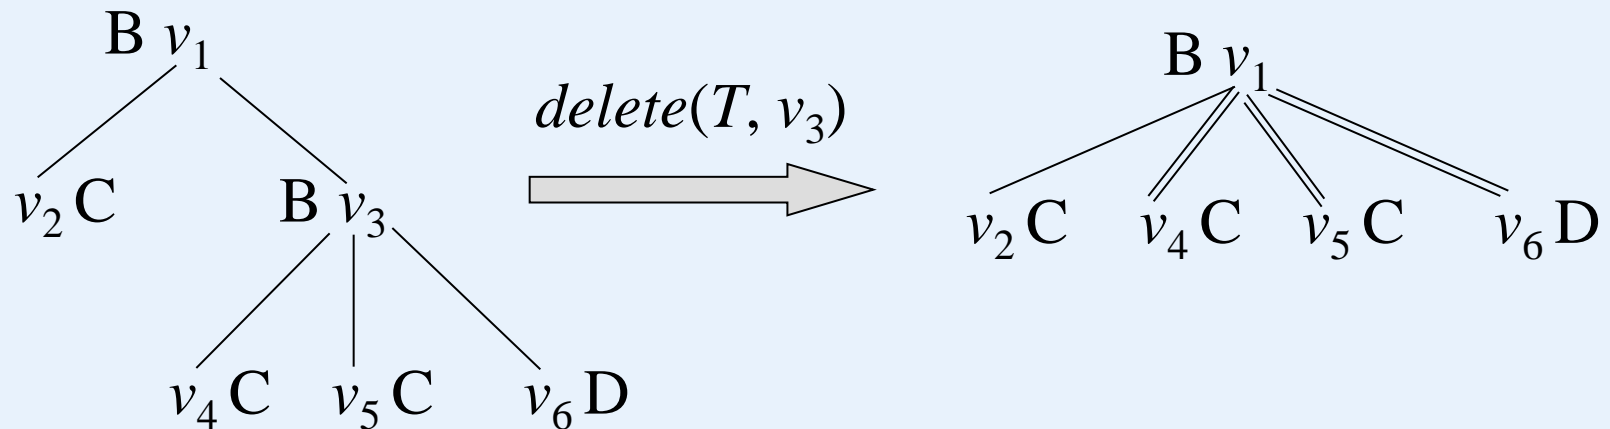 B v₁
delete(T, v₃)
B v₁
v₂ C
B v₃
v₂ C
v₄ C
v₅ C
v₆ D
v₄ C
v₅ C
v₆ D